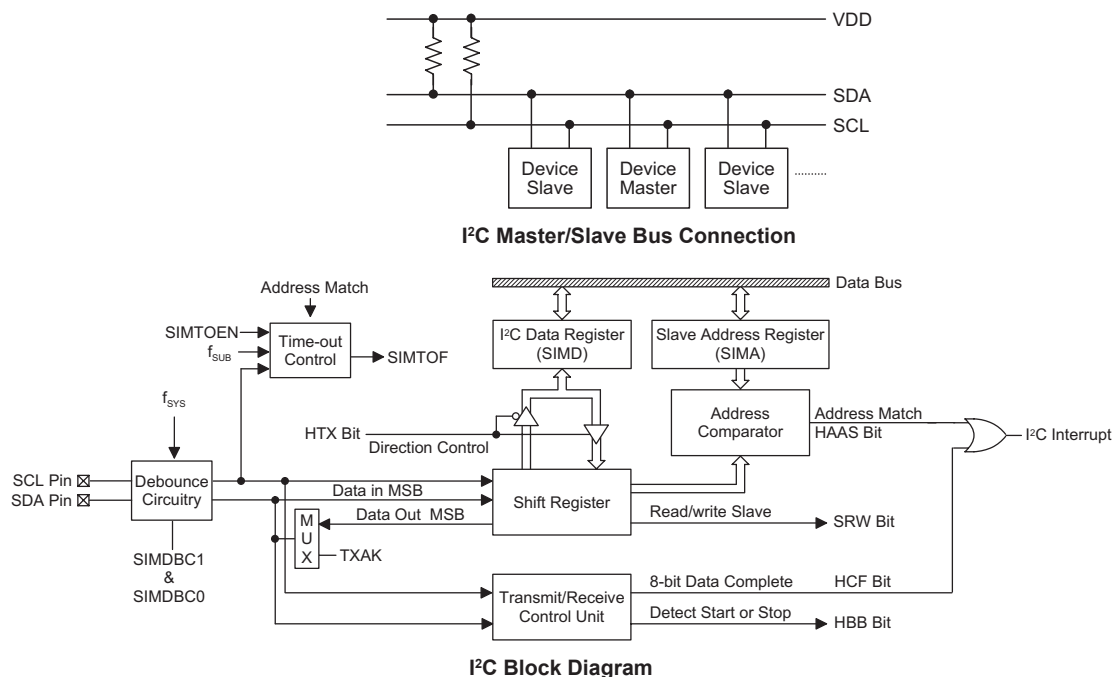 VDD
SDA
SCL
Device
Slave
Device
Master
Device
Slave
..........
I²C Master/Slave Bus Connection
Data Bus
Address Match
SIMTOEN
fSUB
Time-out
Control
SIMTOF
I²C Data Register
(SIMD)
Slave Address Register
(SIMA)
fSYS
HTX Bit
Direction Control
Address
Comparator
Address Match
HAAS Bit
I²C Interrupt
SCL Pin
SDA Pin
Debounce
Circuitry
Data in MSB
Shift Register
Data Out MSB
M
U
X
TXAK
Read/write Slave
SRW Bit
SIMDBC1
&
SIMDBC0
Transmit/Receive
Control Unit
8-bit Data Complete
HCF Bit
Detect Start or Stop
HBB Bit
I²C Block Diagram